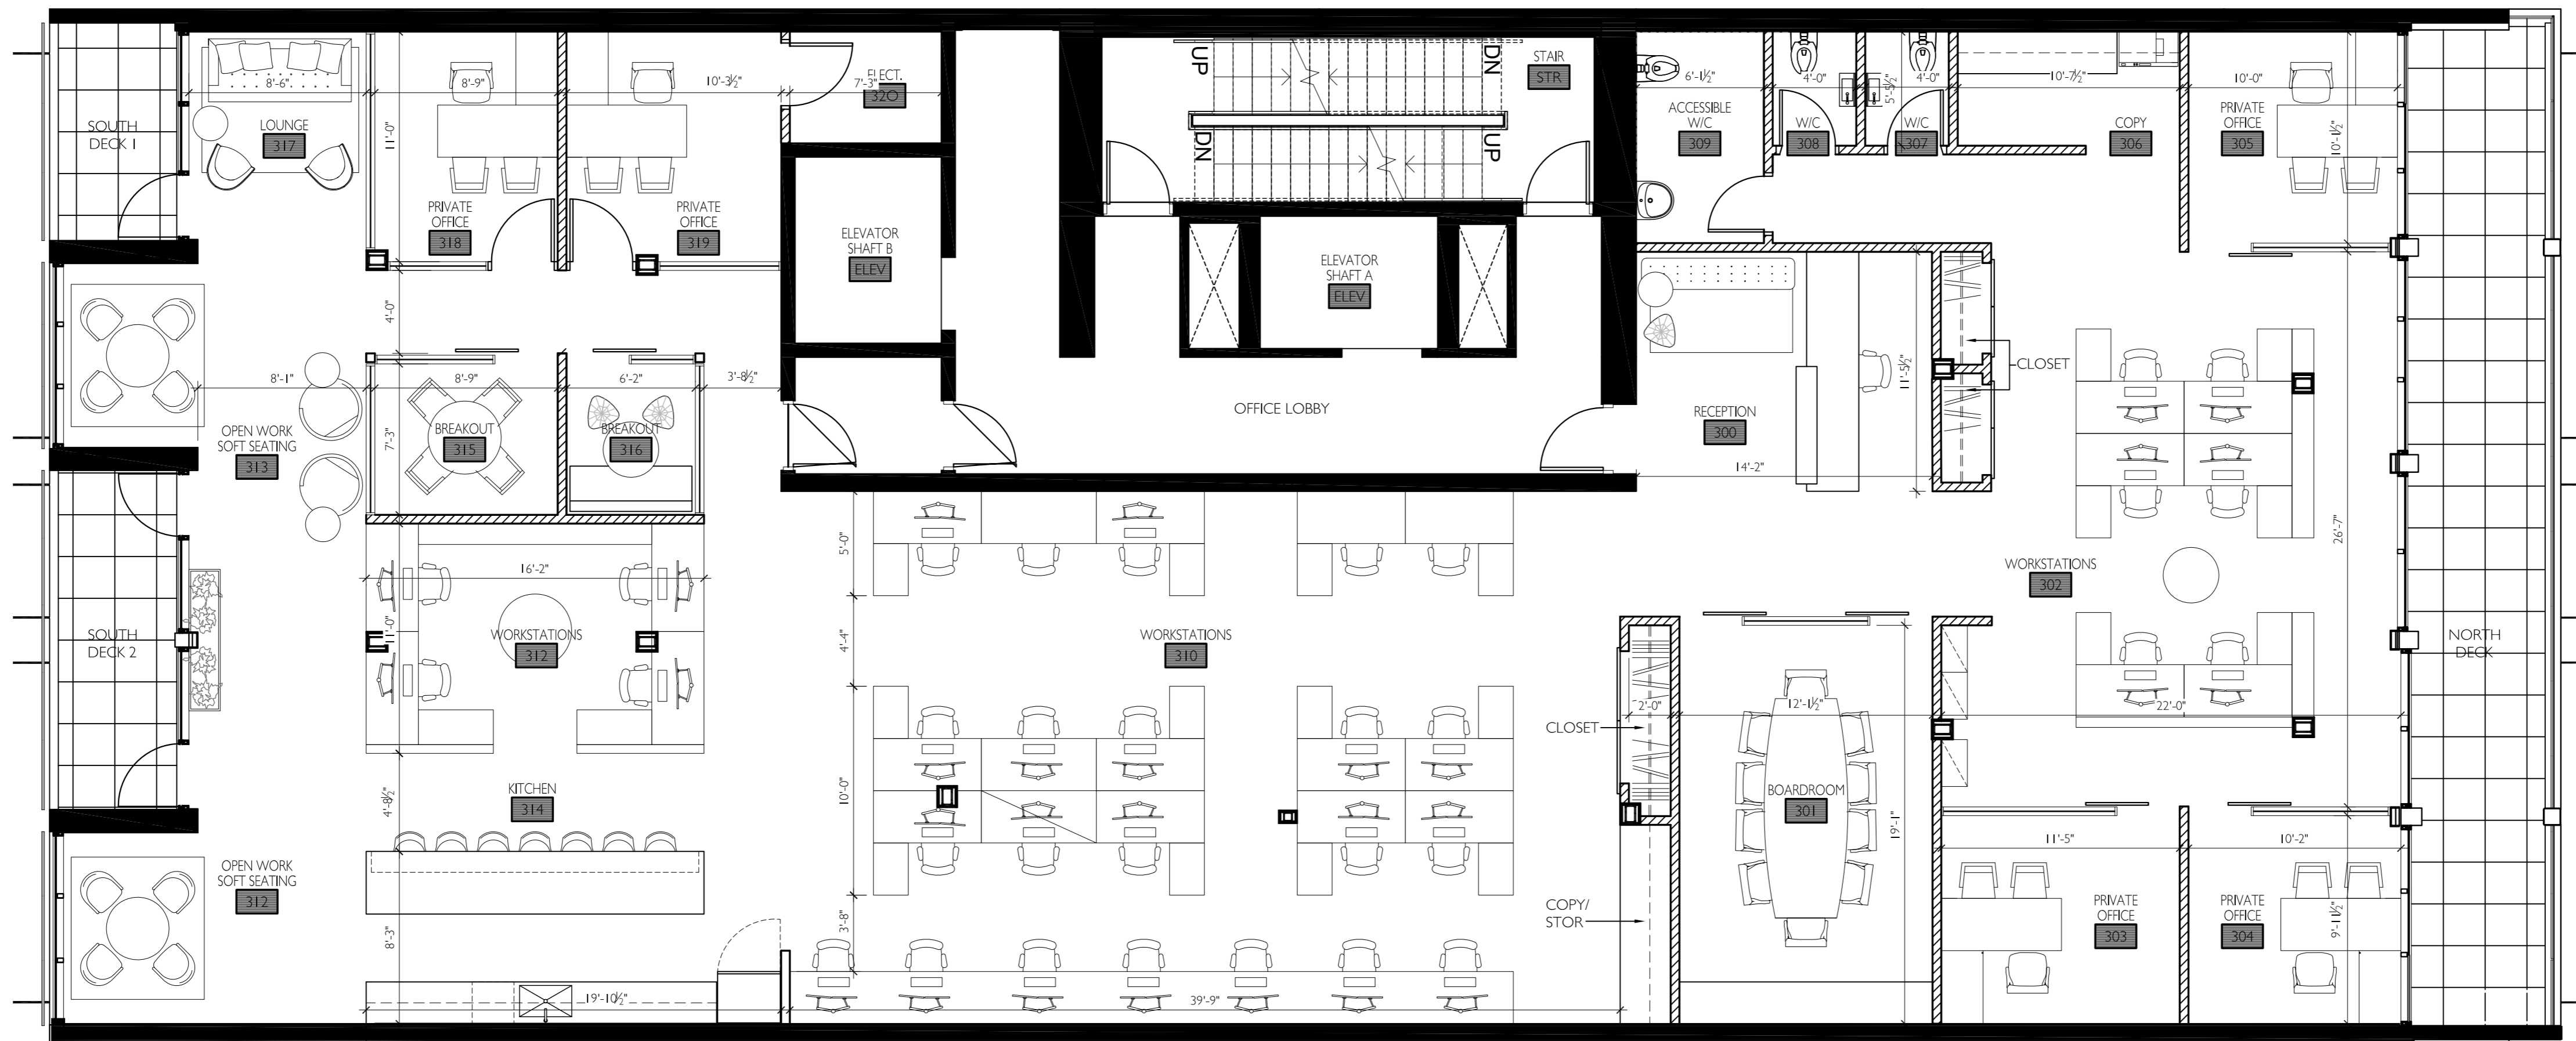 SOUTH
DECK 1
8'-6"
LOUNGE
317
11'-0"
8'-9"
PRIVATE
OFFICE
318
10'-3½"
PRIVATE
OFFICE
319
7'-3"
ELECT.
320
ELEVATOR
SHAFT B
ELEV
UP
DN
DN
UP
STAIR
STR
ELEVATOR
SHAFT A
ELEV
OFFICE LOBBY
6'-1½"
ACCESSIBLE
W/C
309
4'-0"
W/C
308
5'-5½"
4'-0"
W/C
307
10'-7½"
COPY
306
10'-0"
PRIVATE
OFFICE
305
10'-1½"
4'-0"
8'-1"
8'-9"
6'-2"
3'-8½"
OPEN WORK
SOFT SEATING
313
7'-3"
BREAKOUT
315
BREAKOUT
316
RECEPTION
300
11'-5½"
14'-2"
CLOSET
16'-2"
11'-0"
WORKSTATIONS
312
SOUTH
DECK 2
5'-0"
4'-4"
WORKSTATIONS
310
10'-0"
3'-8"
WORKSTATIONS
302
26'-7"
NORTH
DECK
2'-0"
12'-1½"
22'-0"
CLOSET
KITCHEN
314
4'-8½"
BOARDROOM
301
19'-1"
11'-5"
10'-2"
OPEN WORK
SOFT SEATING
312
8'-3"
COPY/
STOR
PRIVATE
OFFICE
303
PRIVATE
OFFICE
304
9'-11½"
19'-10½"
39'-9"